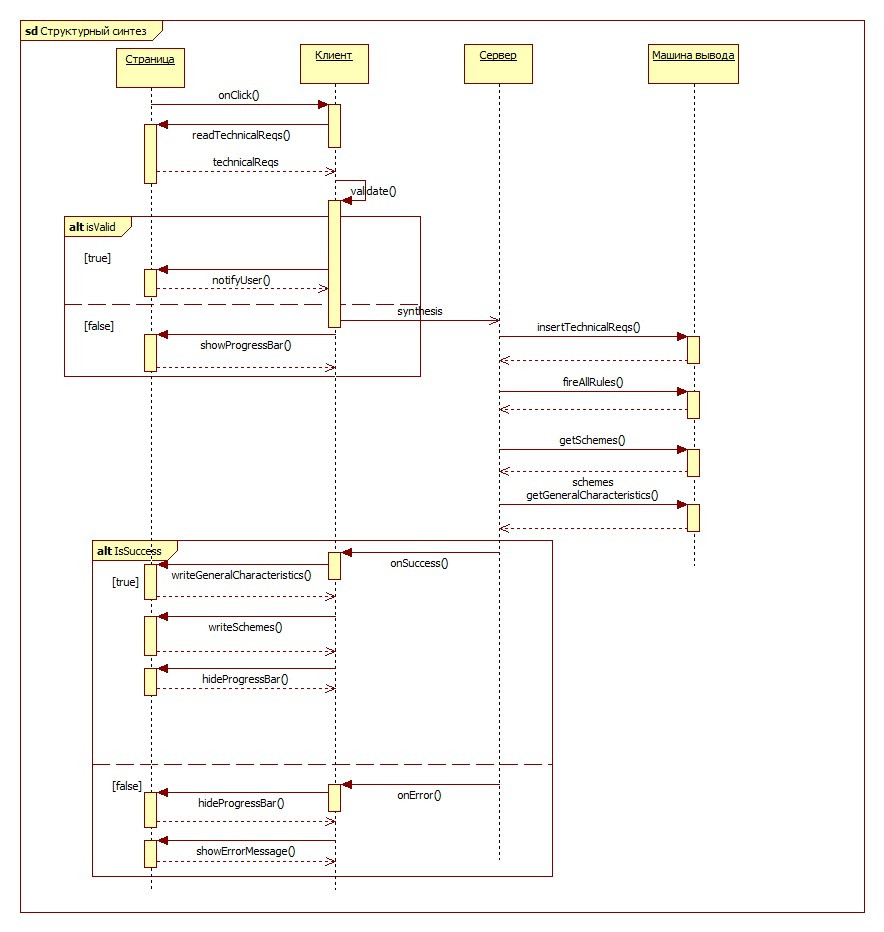 sd Структурный синтез
Страница
Клиент
Сервер
Машина вывода
onClick()
readTechnicalReqs()
technicalReqs
validate()
alt isValid
[true]
notifyUser()
synthesis
[false]
insertTechnicalReqs()
showProgressBar()
fireAllRules()
getSchemes()
schemes
getGeneralCharacteristics()
alt IsSuccess
onSuccess()
writeGeneralCharacteristics()
[true]
writeSchemes()
hideProgressBar()
[false]
onError()
hideProgressBar()
showErrorMessage()